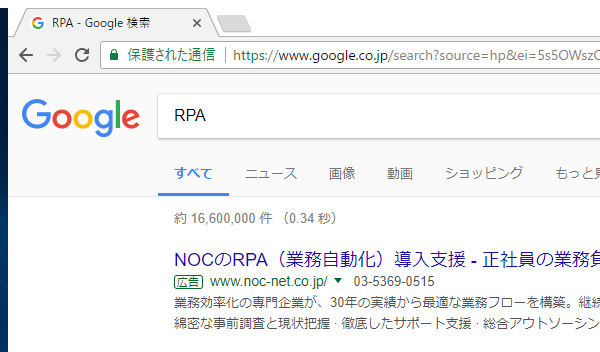 RPA - Google 検索
保護された通信 https://www.google.co.jp/search?source=hp&ei=5s5OWsz
Google
RPA
すべて ニュース 画像 動画 ショッピング もっと見
約 16,600,000 件 （0.34 秒）
NOCのRPA（業務自動化）導入支援 - 正社員の業務負
広告 www.noc-net.co.jp/ 03-5369-0515
業務効率化の専門企業が、30年の実績から最適な業務フローを構築。継続
綿密な事前調査と現状把握 · 徹底したサポート支援 · 総合アウトソーシン